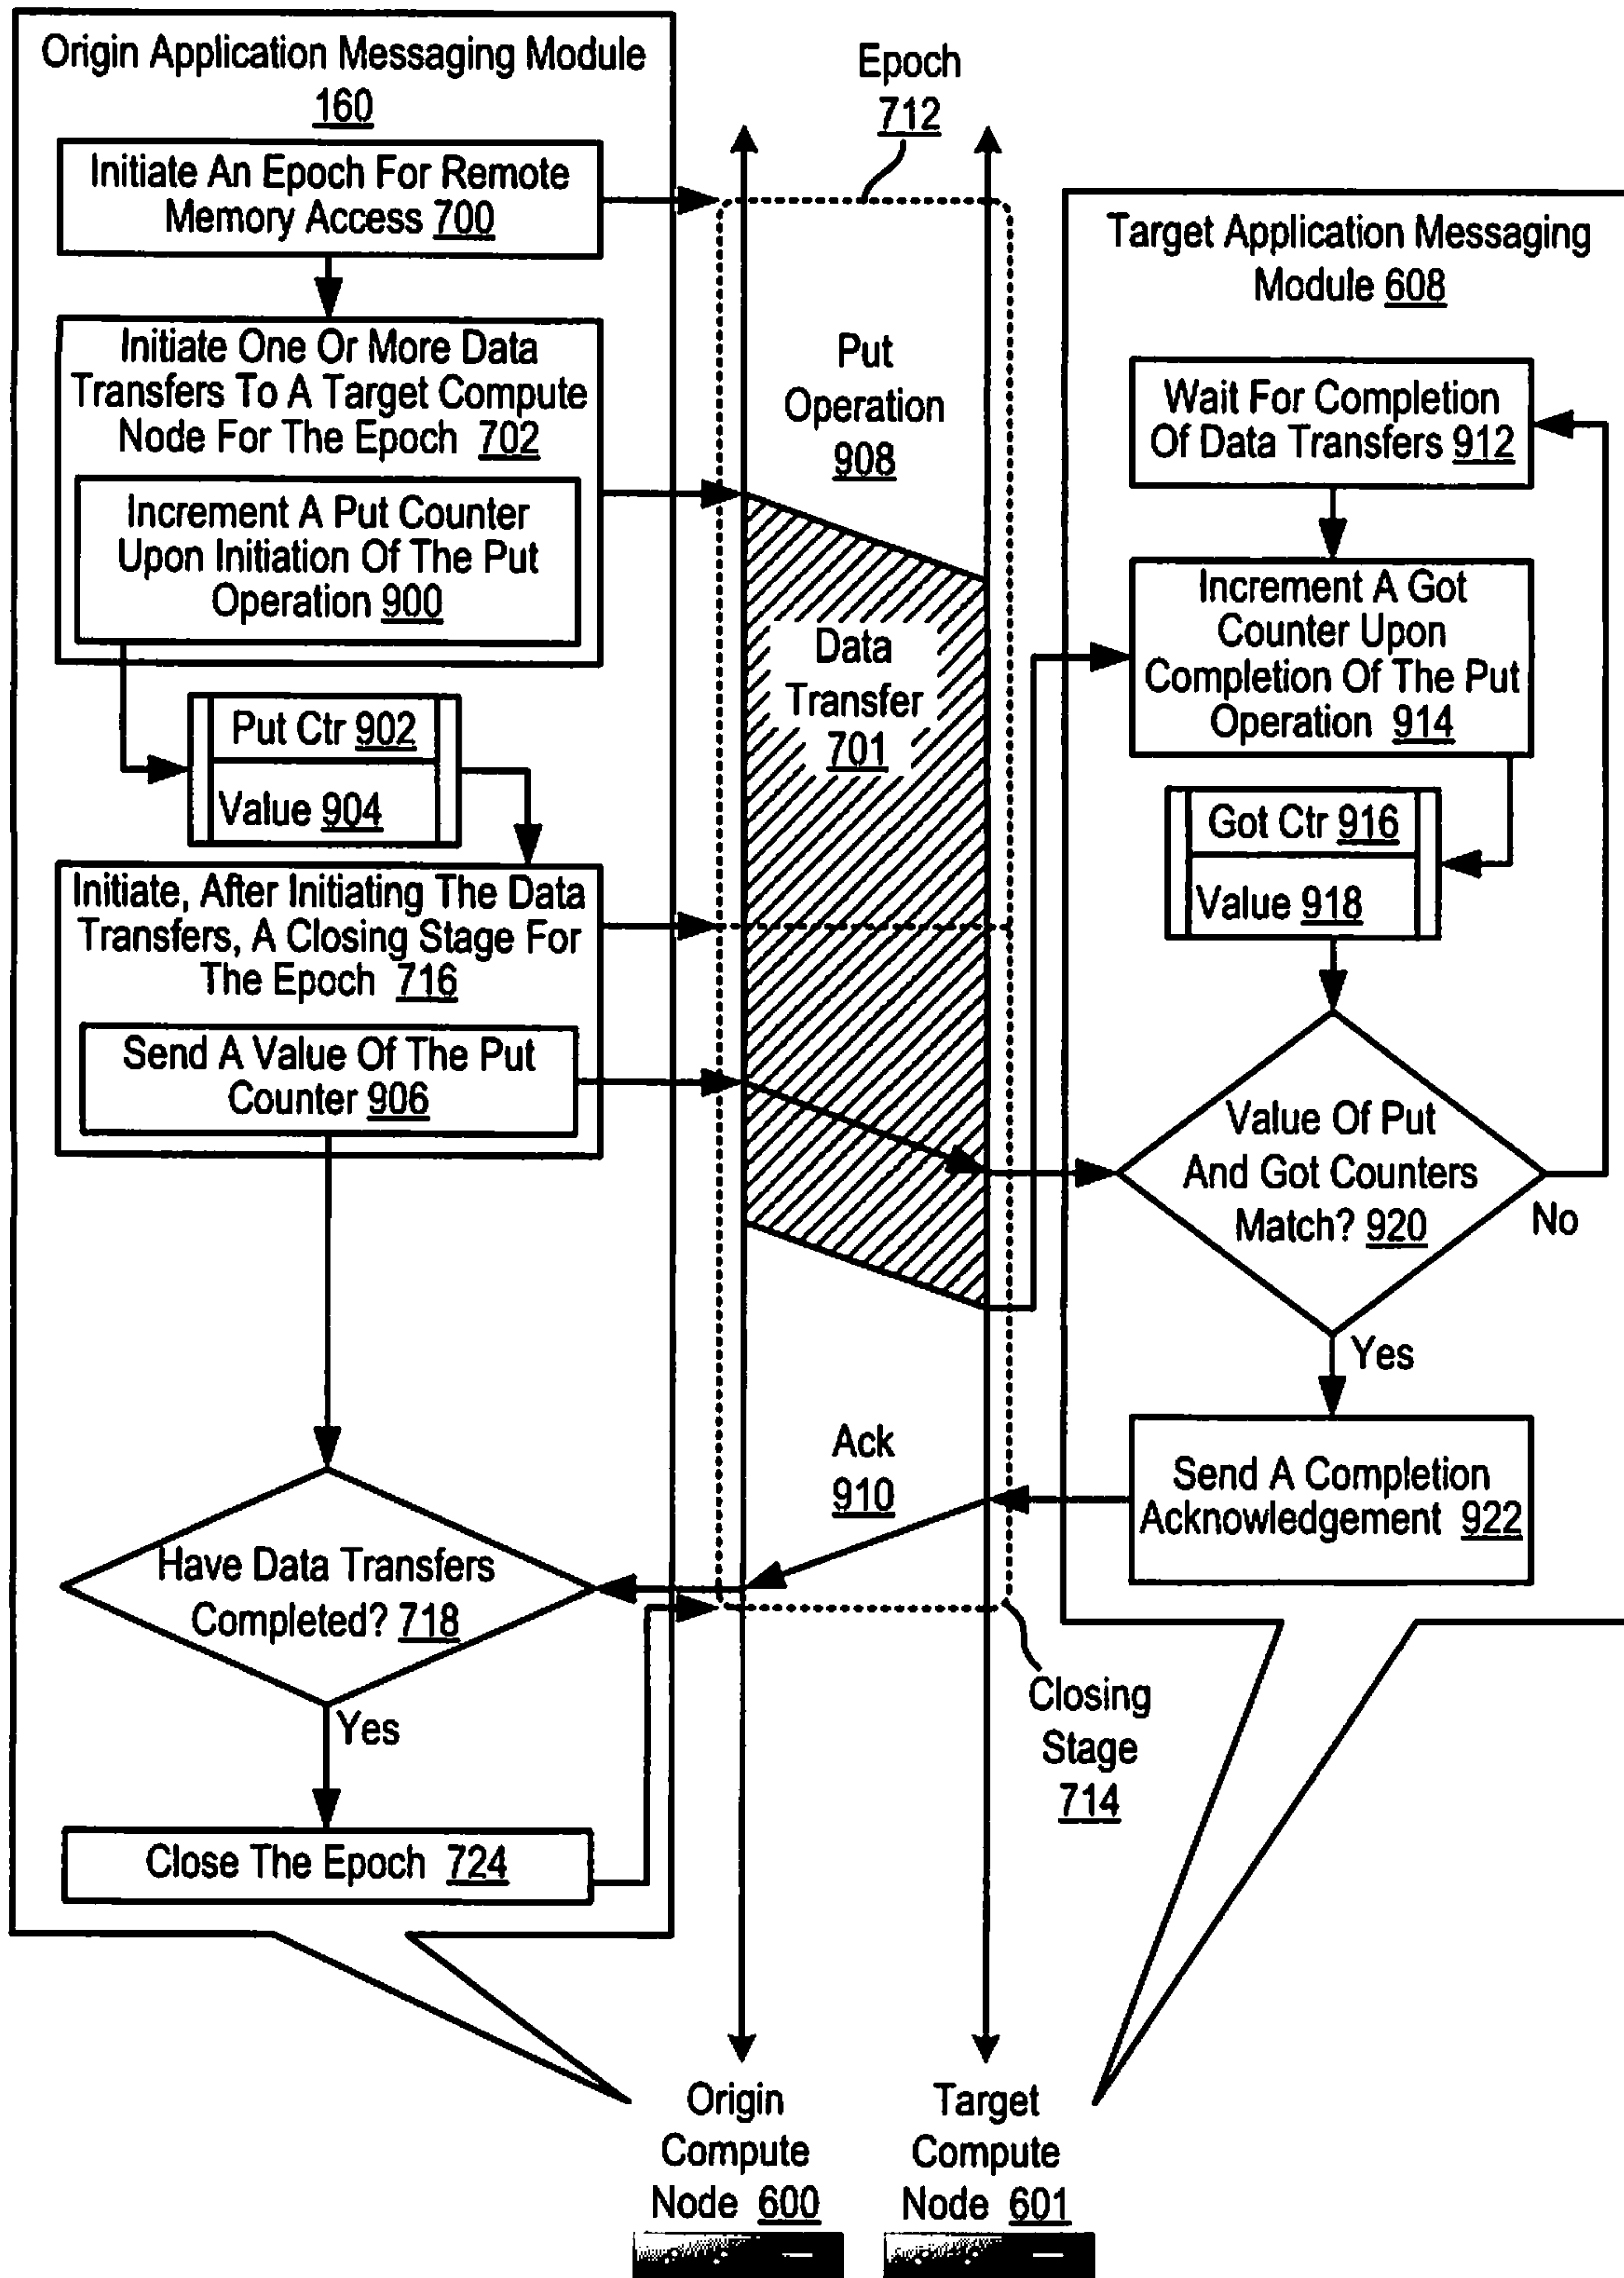 Origin Application Messaging Module
160
Initiate An Epoch For Remote
Memory Access 700
Initiate One Or More Data
Transfers To A Target Compute
Node For The Epoch 702
Increment A Put Counter
Upon Initiation Of The Put
Operation 900
Put Ctr 902
Value 904
Initiate, After Initiating The Data
Transfers, A Closing Stage For
The Epoch 716
Send A Value Of The Put
Counter 906
Have Data Transfers
Completed? 718
Yes
Close The Epoch 724
Epoch
712
Put
Operation
908
Data
Transfer
701
Ack
910
Closing
Stage
714
Target Application Messaging
Module 608
Wait For Completion
Of Data Transfers 912
Increment A Got
Counter Upon
Completion Of The Put
Operation 914
Got Ctr 916
Value 918
Value Of Put
And Got Counters
Match? 920
No
Yes
Send A Completion
Acknowledgement 922
Origin
Compute
Node 600
Target
Compute
Node 601